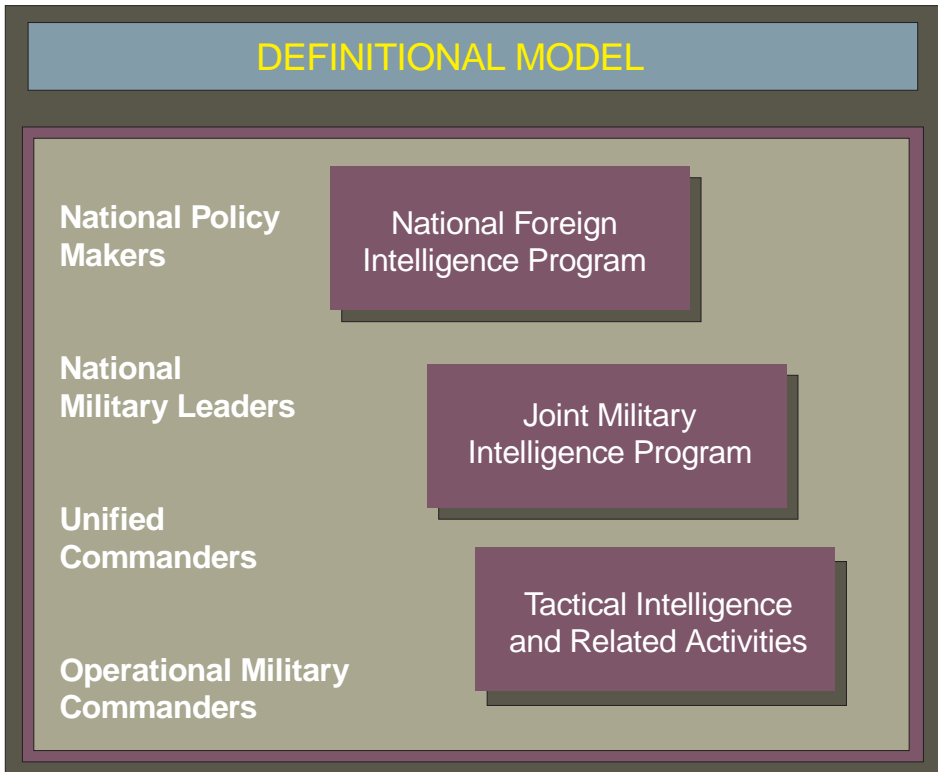 DEFINITIONAL MODEL
National Policy
Makers
National Foreign
Intelligence Program
National
Military Leaders
Joint Military
Intelligence Program
Unified
Commanders
Tactical Intelligence
and Related Activities
Operational Military
Commanders